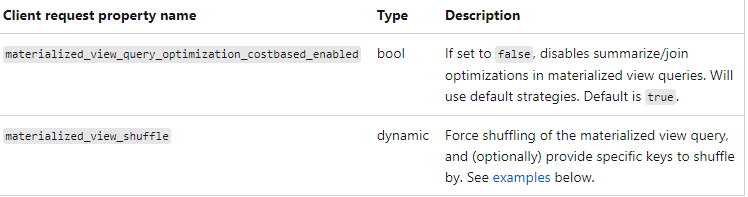 Client request property name Type Description
materialized_view_query_optimization_costbased_enabled bool If set to false, disables summarize/join
optimizations in materialized view queries. Will
use default strategies. Default is true.
materialized_view_shuffle dynamic Force shuffling of the materialized view query,
and (optionally) provide specific keys to shuffle
by. See examples below.